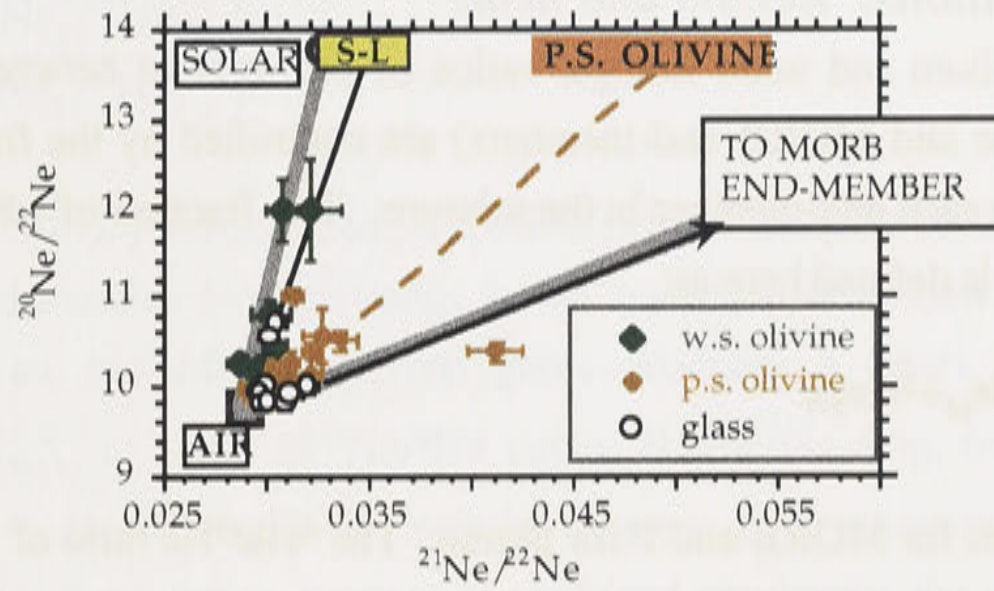 14
13
12
11
10
9
²⁰Ne/²²Ne
SOLAR
S-L
P.S. OLIVINE
TO MORB
END-MEMBER
w.s. olivine
p.s. olivine
glass
AIR
0.025
0.035
0.045
0.055
²¹Ne/²²Ne